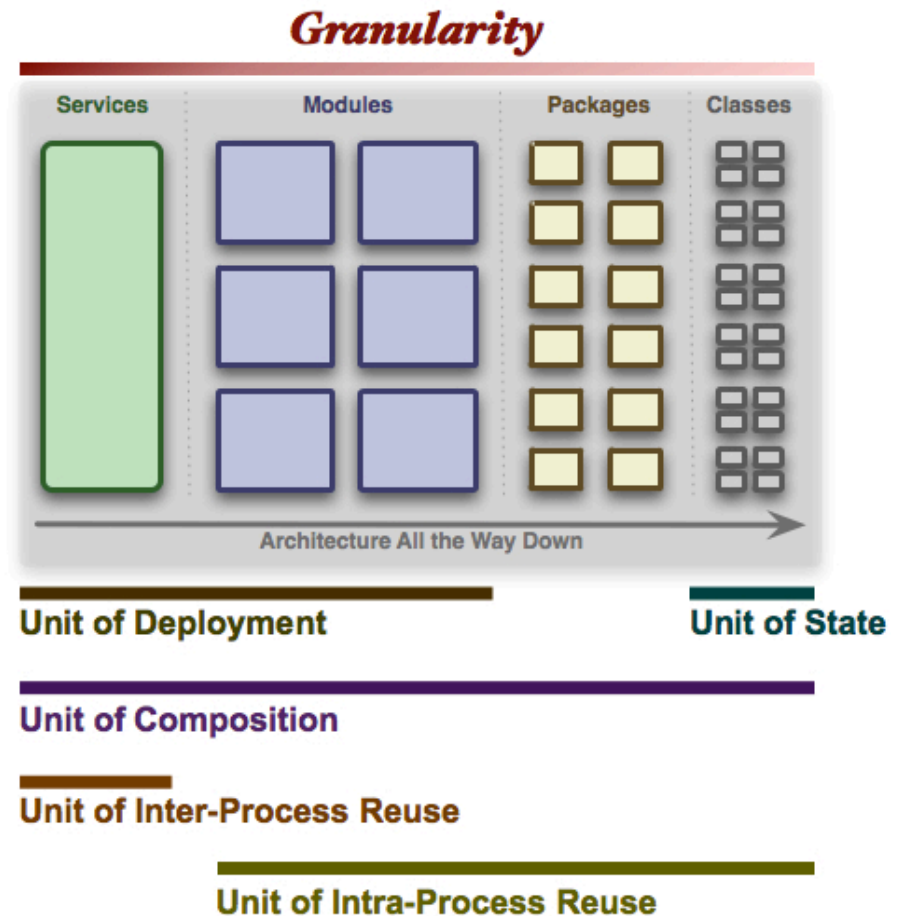 Granularity
Services Modules Packages Classes
Architecture All the Way Down
Unit of Deployment Unit of State
Unit of Composition
Unit of Inter-Process Reuse
Unit of Intra-Process Reuse